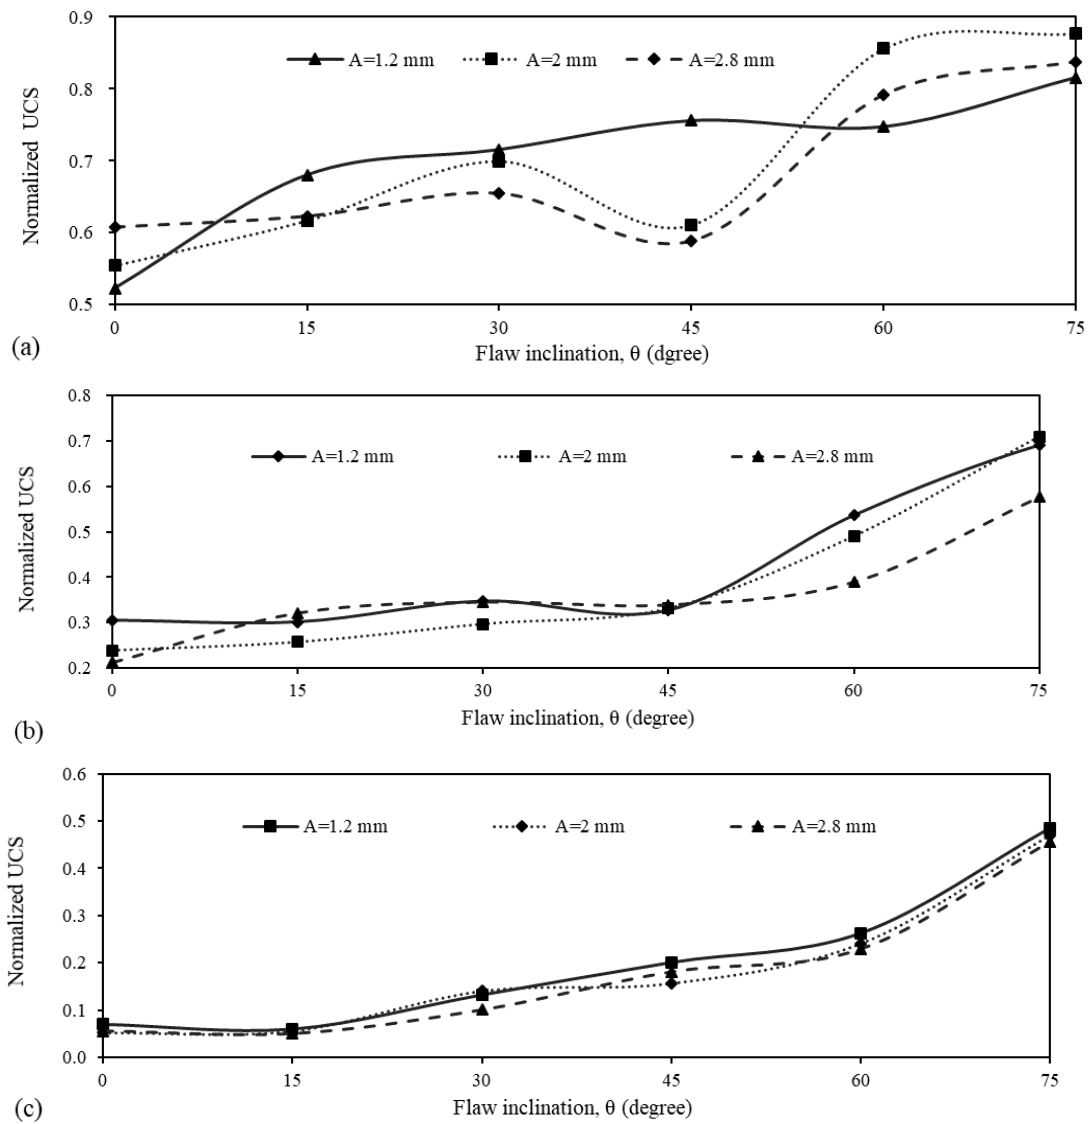 0.9
A=1.2 mm A=2 mm A=2.8 mm
0.8
0.7
0.6
0.5
Normalized UCS
0 15 30 45 60 75
(a)
Flaw inclination, θ (dgree)
0.8
0.7
A=1.2 mm A=2 mm A=2.8 mm
0.6
0.5
0.4
0.3
0.2
Normalized UCS
0 15 30 45 60 75
Flaw inclination, θ (degree)
(b)
0.6
0.5
A=1.2 mm A=2 mm A=2.8 mm
0.4
0.3
0.2
0.1
0.0
Normalized UCS
0 15 30 45 60 75
Flaw inclination, θ (degree)
(c)